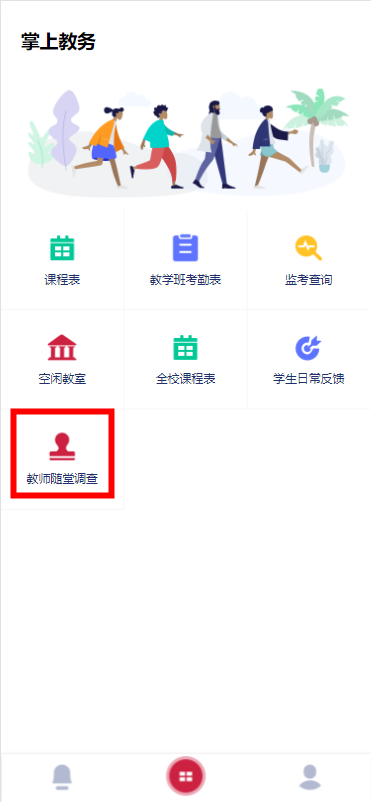 掌上教务
课程表
教学班考勤表
监考查询
空闲教室
全校课程表
学生日常反馈
教师随堂调查